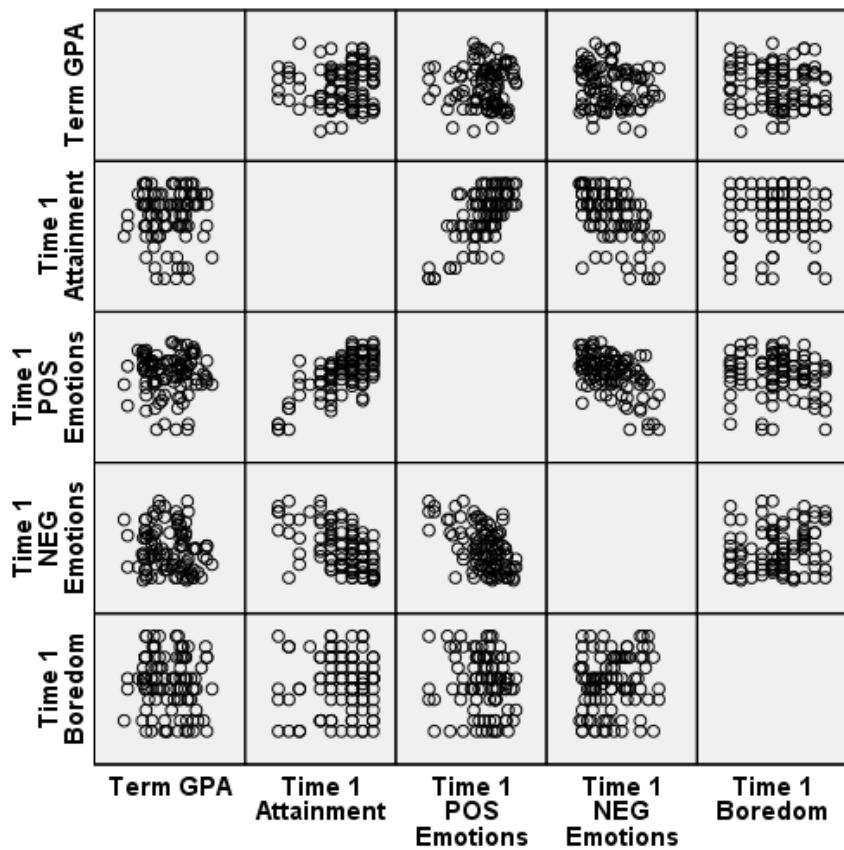 Term GPA
Time 1
Attainment
Time 1
POS
Emotions
Time 1
NEG
Emotions
Time 1
Boredom
Term GPA
Time 1
Attainment
Time 1
POS
Emotions
Time 1
NEG
Emotions
Time 1
Boredom